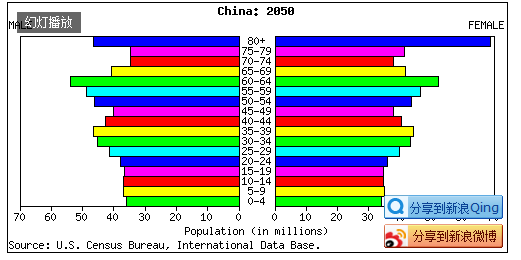 China: 2050
幻灯播放
MALE
FEMALE
80+
75-79
70-74
65-69
60-64
55-59
50-54
45-49
40-44
35-39
30-34
25-29
20-24
15-19
10-14
5-9
0-4
70 60 50 40 30 20 10 0 0 10 20 30
Population (in millions)
Source: U.S. Census Bureau, International Data Base.
分享到新浪Qing
分享到新浪微博